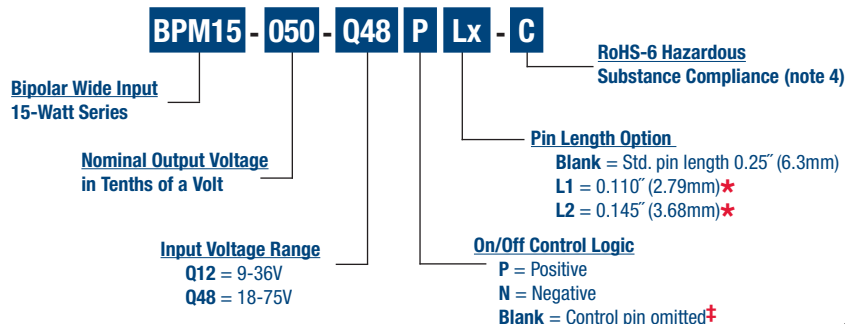 BPM15 - 050 - Q48 P Lx - C
RoHS-6 Hazardous
Substance Compliance (note 4)
Bipolar Wide Input
15-Watt Series
Pin Length Option
Blank = Std. pin length 0.25˝ (6.3mm)
L1 = 0.110˝ (2.79mm)*
L2 = 0.145˝ (3.68mm)*
Nominal Output Voltage
in Tenths of a Volt
Input Voltage Range
Q12 = 9-36V
Q48 = 18-75V
On/Off Control Logic
P = Positive
N = Negative
Blank = Control pin omitted‡